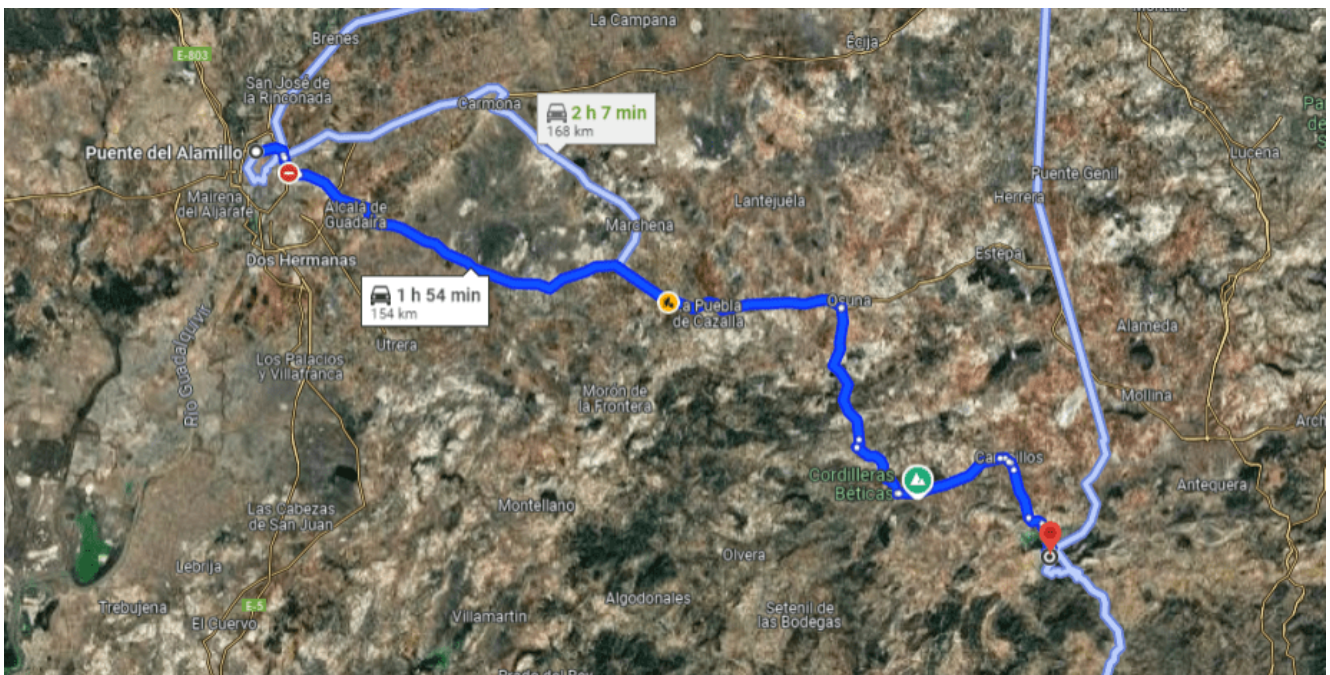 La Campana
Montilla
Brenes
Écija
E-803
San José de
la Rinconada
Carmona
2 h 7 min
168 km
Puente del Alamillo
Lucena
Puente Genil
Mairena
del Aljarafe
Alcalá de
Guadaíra
Lantejuela
Herrera
Marchena
Dos Hermanas
Estepa
1 h 54 min
154 km
a Puebla
de Cazalla
Osuna
Río Guadalquivir
Utrera
Alameda
Los Palacios
y Villafranca
Morón de
la Frontera
Mollina
Arch
Cordilleras
Béticas
Antequera
Las Cabezas
de San Juan
Montellano
Olvera
Lebrija
Trebujena
E-5
El Cuervo
Algodonales
Villamartín
Setenil de
las Bodegas